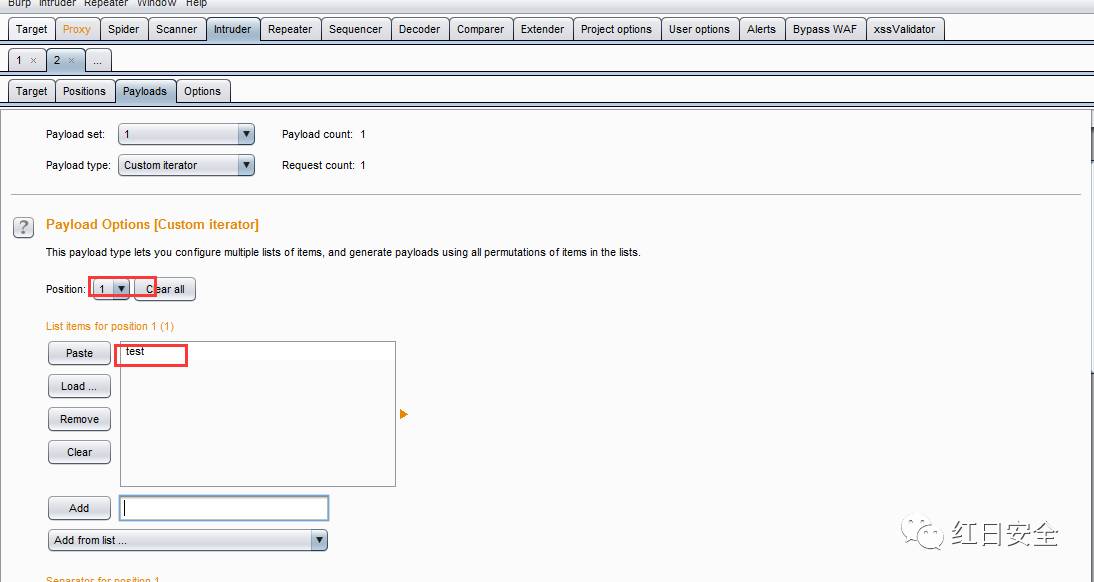 Burp Intruder Repeater Window Help
Target Proxy Spider Scanner Intruder Repeater Sequencer Decoder Comparer Extender Project options User options Alerts Bypass WAF xssValidator
1 × 2 × ...
Target Positions Payloads Options
Payload set: 1 Payload count: 1
Payload type: Custom iterator Request count: 1
? Payload Options [Custom iterator]
This payload type lets you configure multiple lists of items, and generate payloads using all permutations of items in the lists.
Position: 1 Clear all
List items for position 1 (1)
Paste test
Load ...
Remove
Clear
Add
Add from list ...
红日安全
Separator for position 1